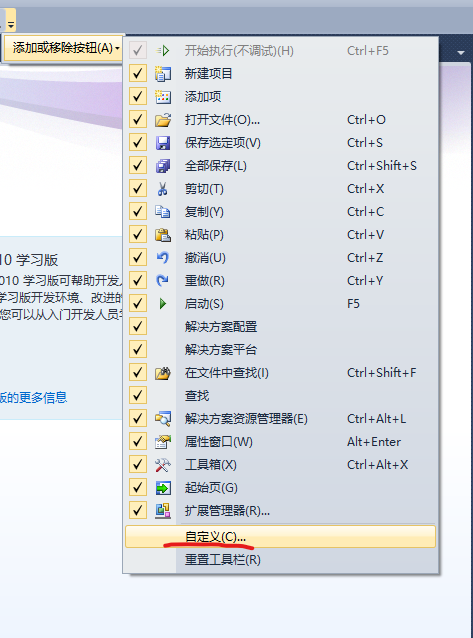 添加或移除按钮(A)
开始执行(不调试)(H) Ctrl+F5
新建项目
添加项
打开文件(O)... Ctrl+O
保存选定项(V) Ctrl+S
全部保存(L) Ctrl+Shift+S
剪切(T) Ctrl+X
复制(Y) Ctrl+C
粘贴(P) Ctrl+V
撤消(U) Ctrl+Z
重做(R) Ctrl+Y
启动(S) F5
解决方案配置
解决方案平台
在文件中查找(I) Ctrl+Shift+F
查找
解决方案资源管理器(E) Ctrl+Alt+L
属性窗口(W) Alt+Enter
工具箱(X) Ctrl+Alt+X
起始页(G)
扩展管理器(R)...
自定义(C)...
重置工具栏(R)
10 学习版
010 学习版可帮助开发人
学习版开发环境、改进的
您可以从入门开发人员
版的更多信息